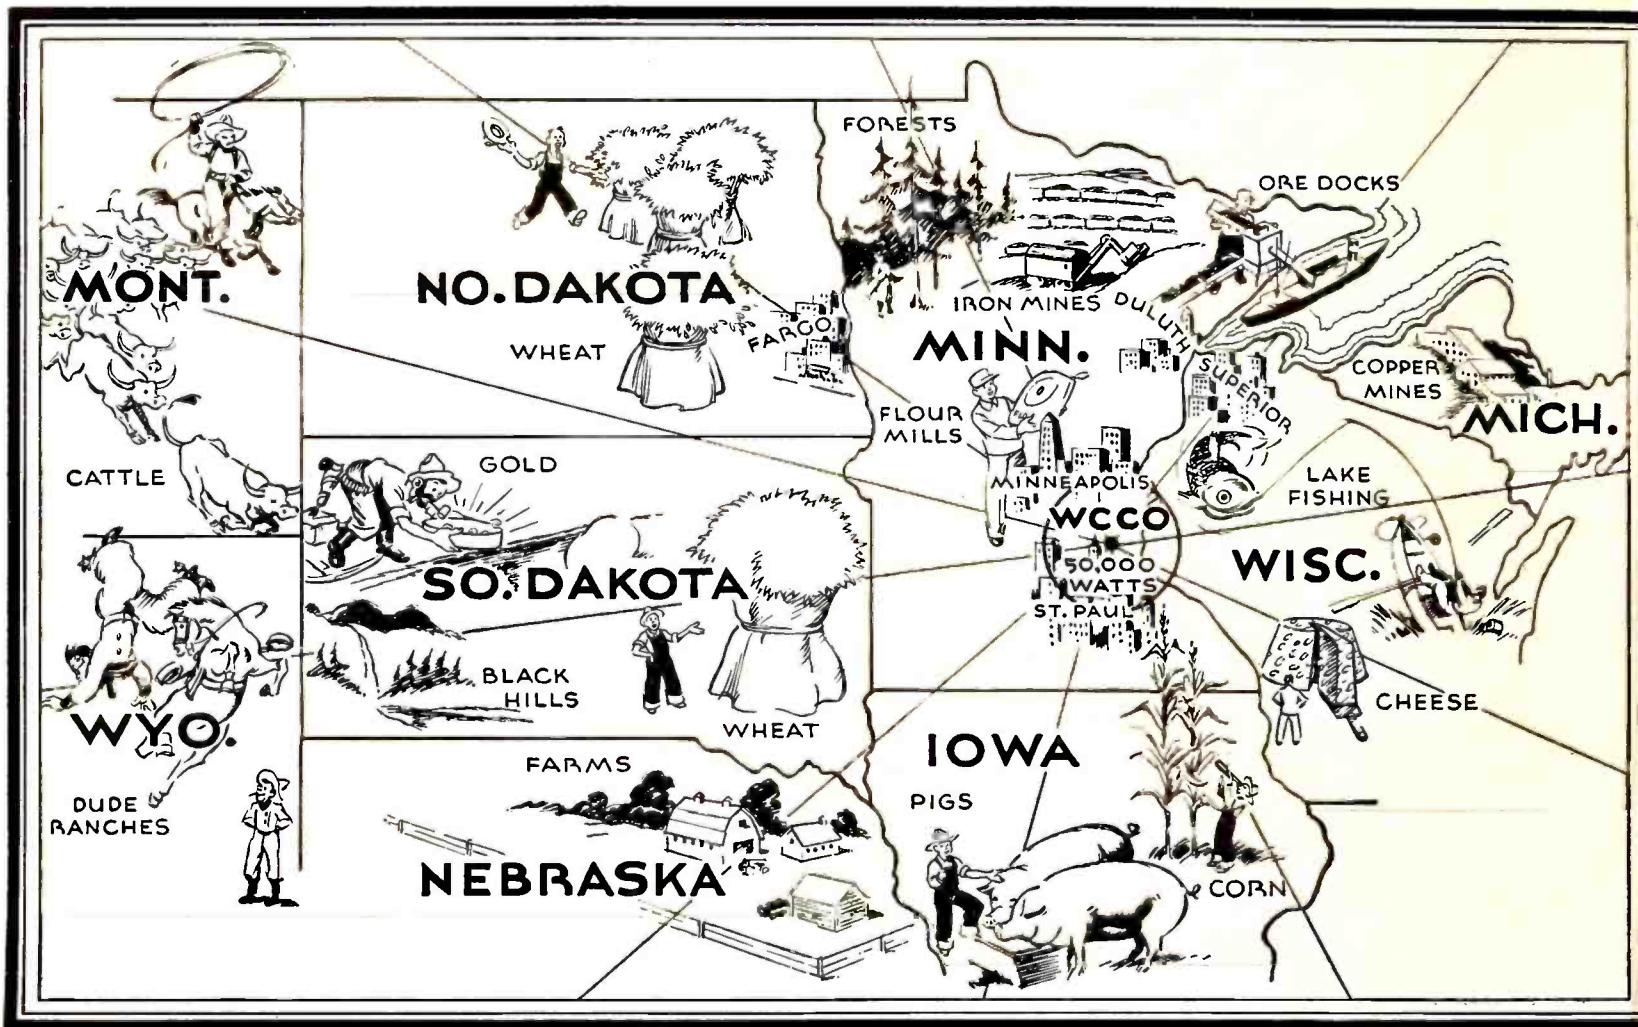 FORESTS
ORE DOCKS
MONT.
NO. DAKOTA
IRON MINES
DULUTH
FARGO
WHEAT
MINN.
SUPERIOR
COPPER
MINES
MICH.
FLOUR
MILLS
CATTLE
GOLD
MINNEAPOLIS
LAKE
FISHING
WCCO
50,000
WATTS
ST. PAUL
WISC.
SO. DAKOTA
BLACK
HILLS
WHEAT
CHEESE
WYO.
DUDE
RANCHES
FARMS
NEBRASKA
IOWA
PIGS
CORN